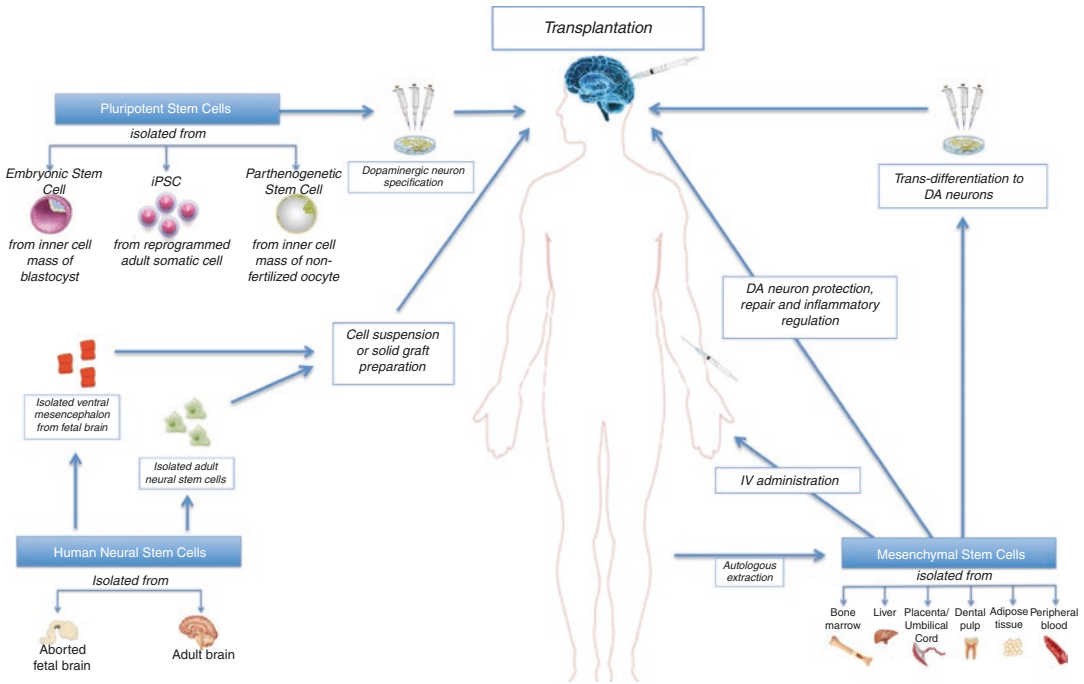 Transplantation
Pluripotent Stem Cells
isolated from
Embryonic Stem
Cell
from inner cell
mass of
blastocyst
iPSC
from reprogrammed
adult somatic cell
Parthenogenetic
Stem Cell
from inner cell
mass of non-
fertilized oocyte
Dopaminergic neuron
specification
Trans-differentiation to
DA neurons
DA neuron protection,
repair and inflammatory
regulation
Cell suspension
or solid graft
preparation
Isolated ventral
mesencephalon
from fetal brain
Isolated adult
neural stem cells
IV administration
Human Neural Stem Cells
Isolated from
Aborted
fetal brain
Adult brain
Autologous
extraction
Mesenchymal Stem Cells
isolated from
Bone
marrow
Liver
Placenta/
Umbilical
Cord
Dental
pulp
Adipose
tissue
Peripheral
blood